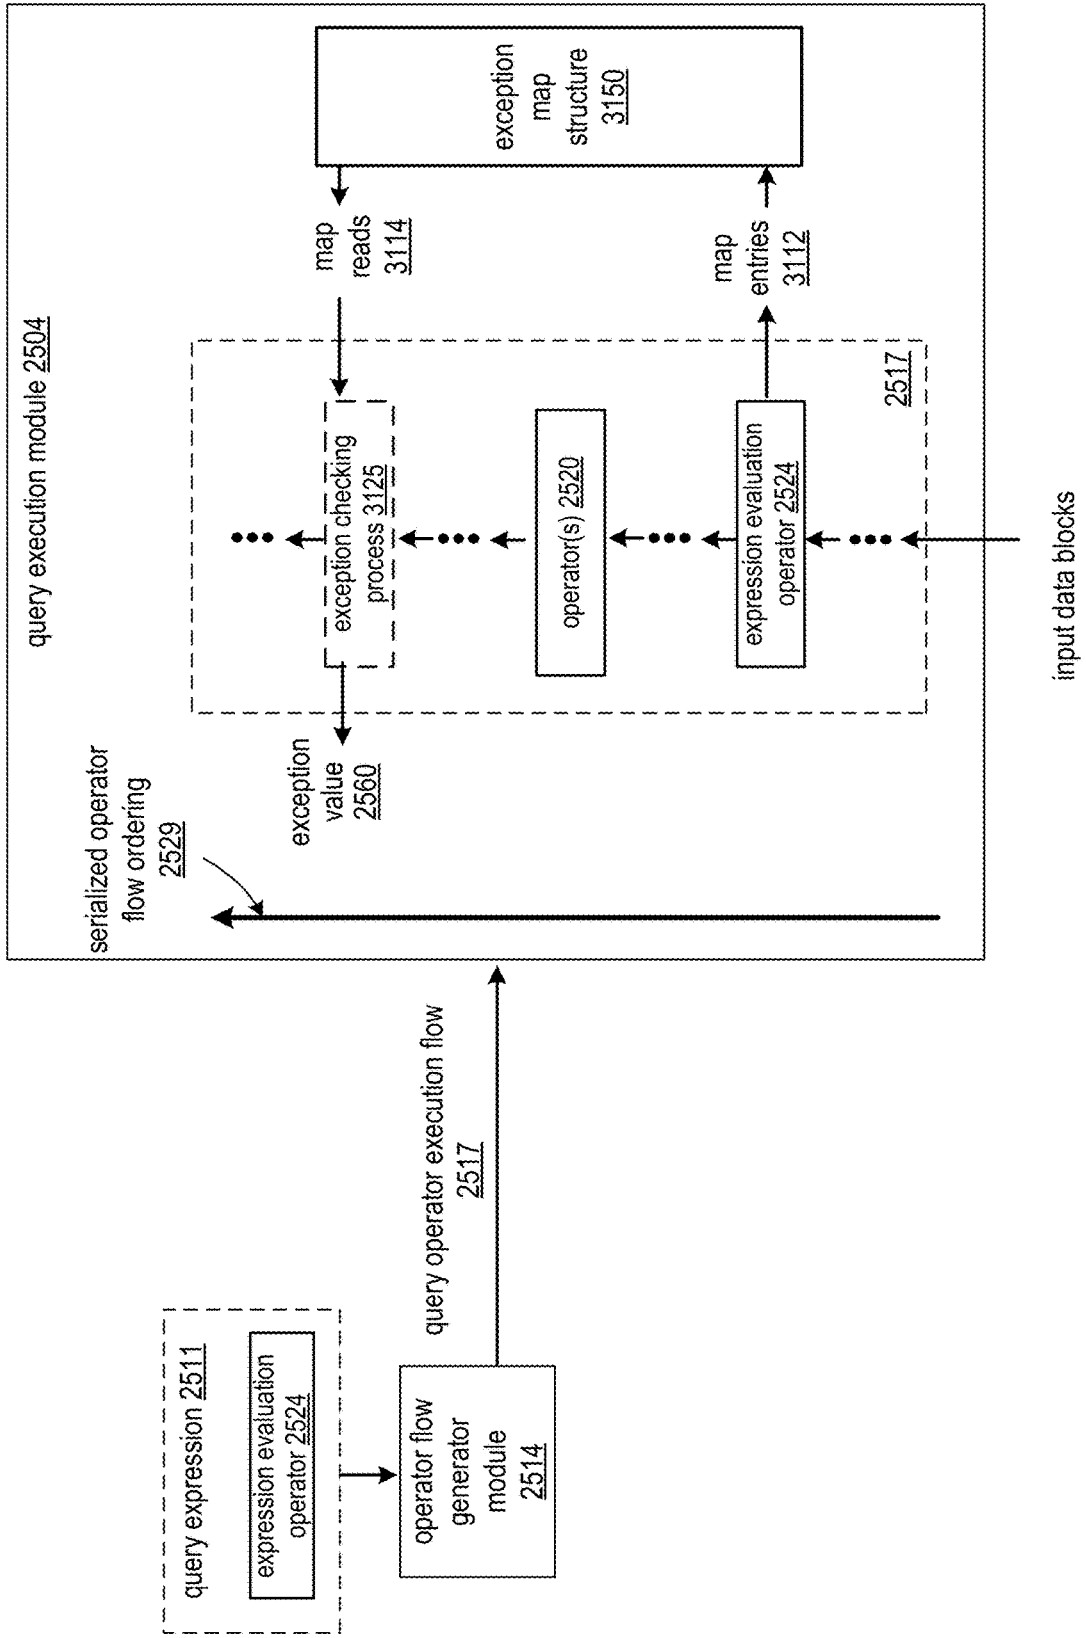 query expression 2511
expression evaluation
operator 2524
operator flow
generator
module
2514
query operator execution flow
2517
query execution module 2504
serialized operator
flow ordering
2529
exception
value
2560
exception checking
process 3125
operator(s) 2520
expression evaluation
operator 2524
2517
map
reads
3114
map
entries
3112
exception
map
structure
3150
input data blocks